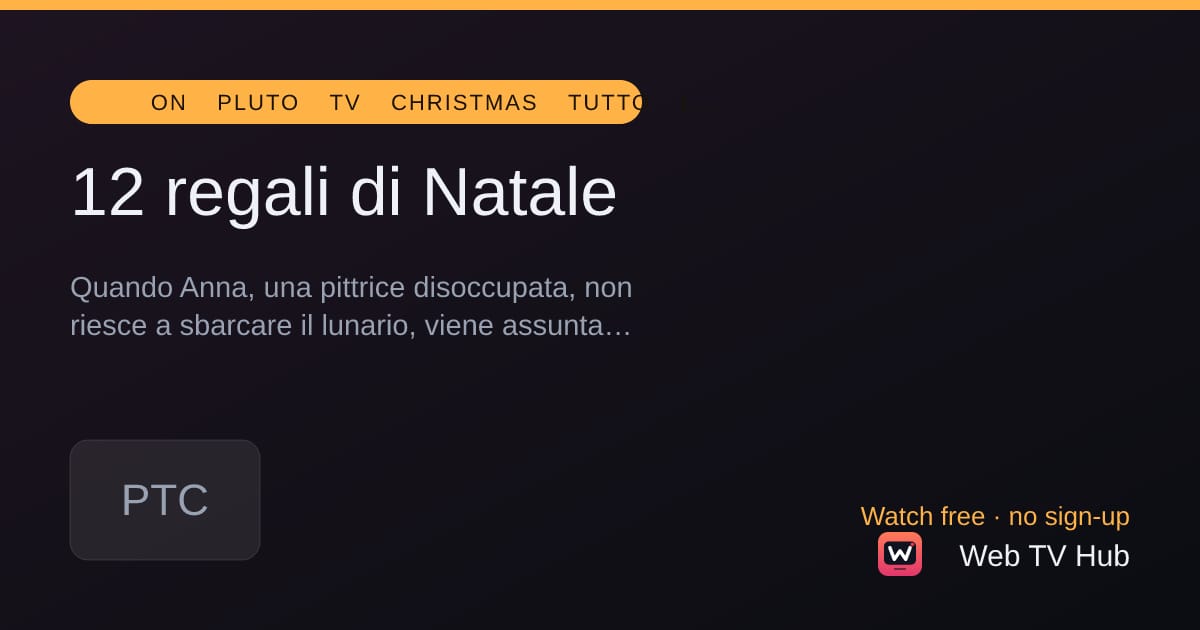 ON PLUTO TV CHRISTMAS TUTTO
12 regali di Natale
Quando Anna, una pittrice disoccupata, non
riesce a sbarcare il lunario, viene assunta…
PTC
Watch free · no sign-up
W
Web TV Hub